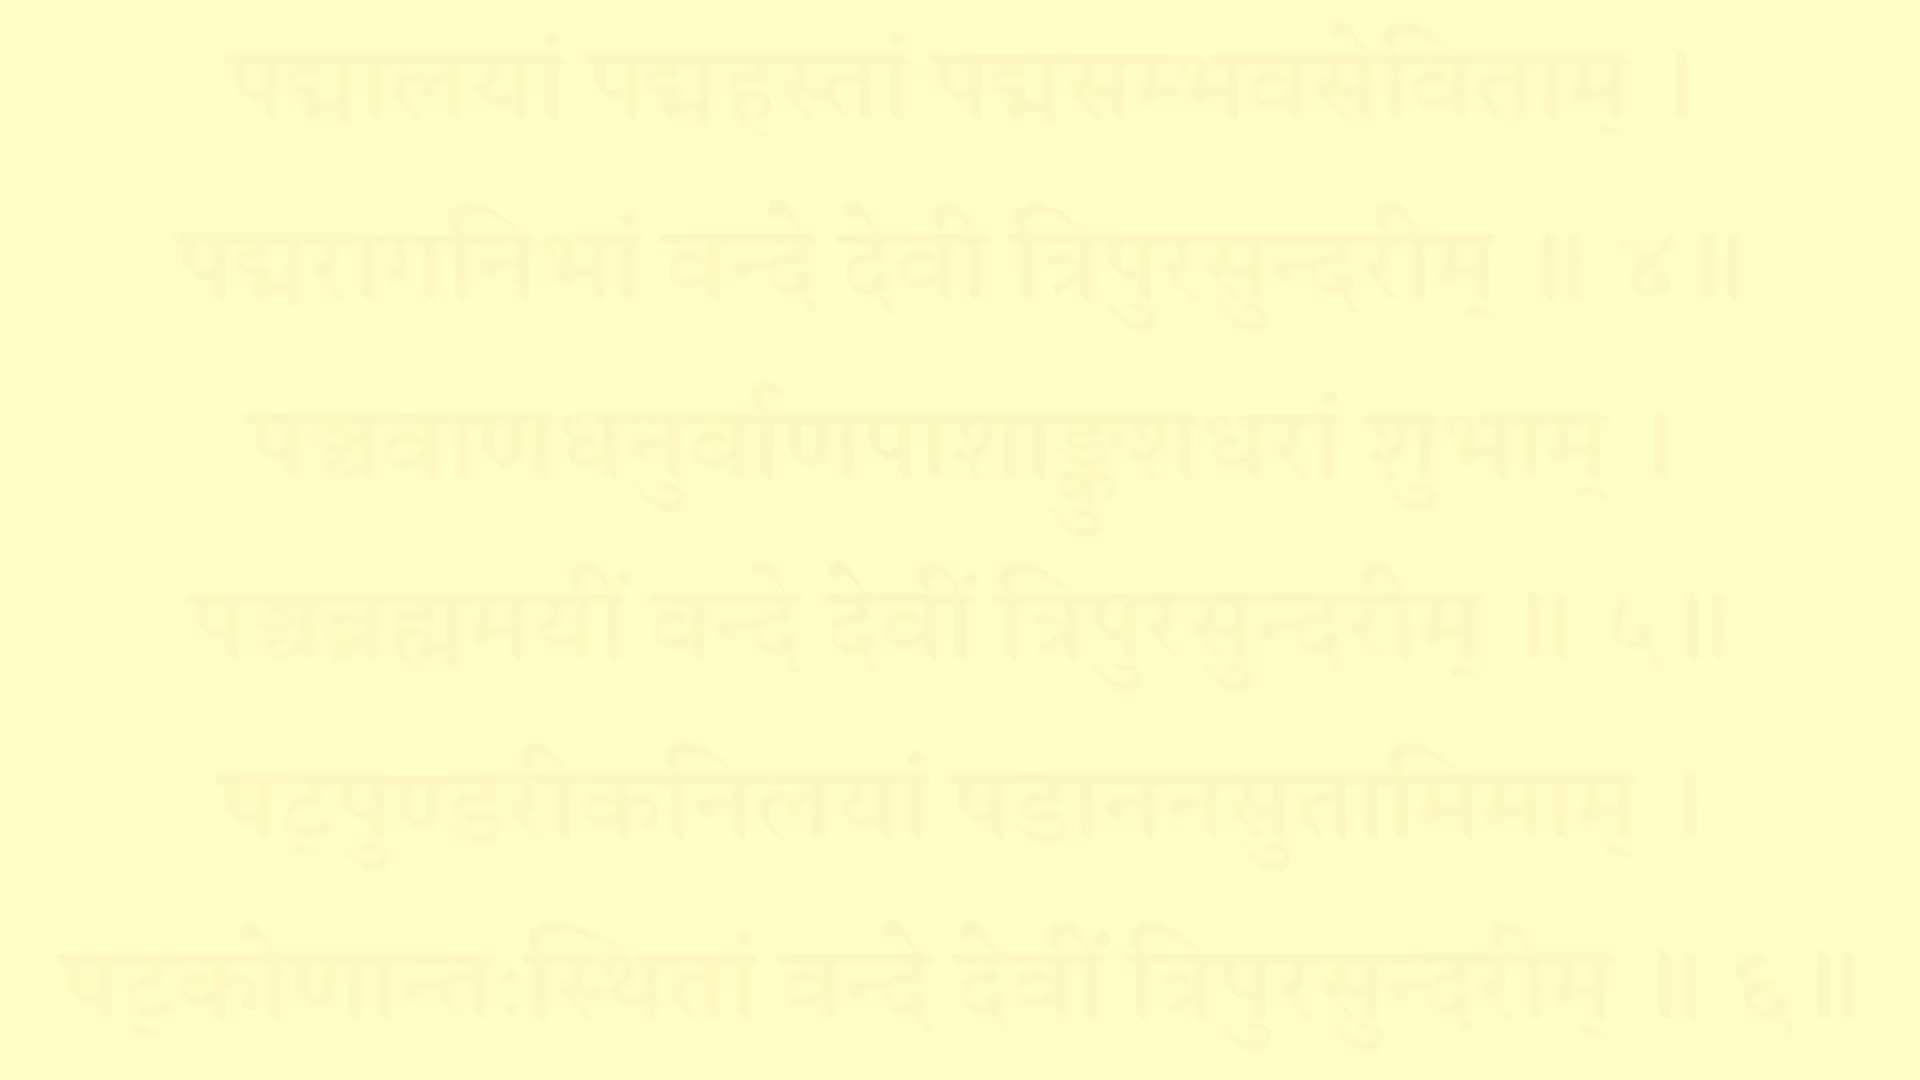 पद्मालयां पद्महस्तां पद्मसम्भवसेविताम् ।
पद्मरागनिभां वन्दे देवी त्रिपुरसुन्दरीम् ॥ ४॥
पञ्चबाणधनुर्बाणपाशाङ्कुशधरां शुभाम् ।
पञ्चब्रह्ममयीं वन्दे देवीं त्रिपुरसुन्दरीम् ॥ ५॥
षट्पुण्डरीकनिलयां षडाननसुतामिमाम् ।
षट्कोणान्तःस्थितां वन्दे देवीं त्रिपुरसुन्दरीम् ॥ ६॥